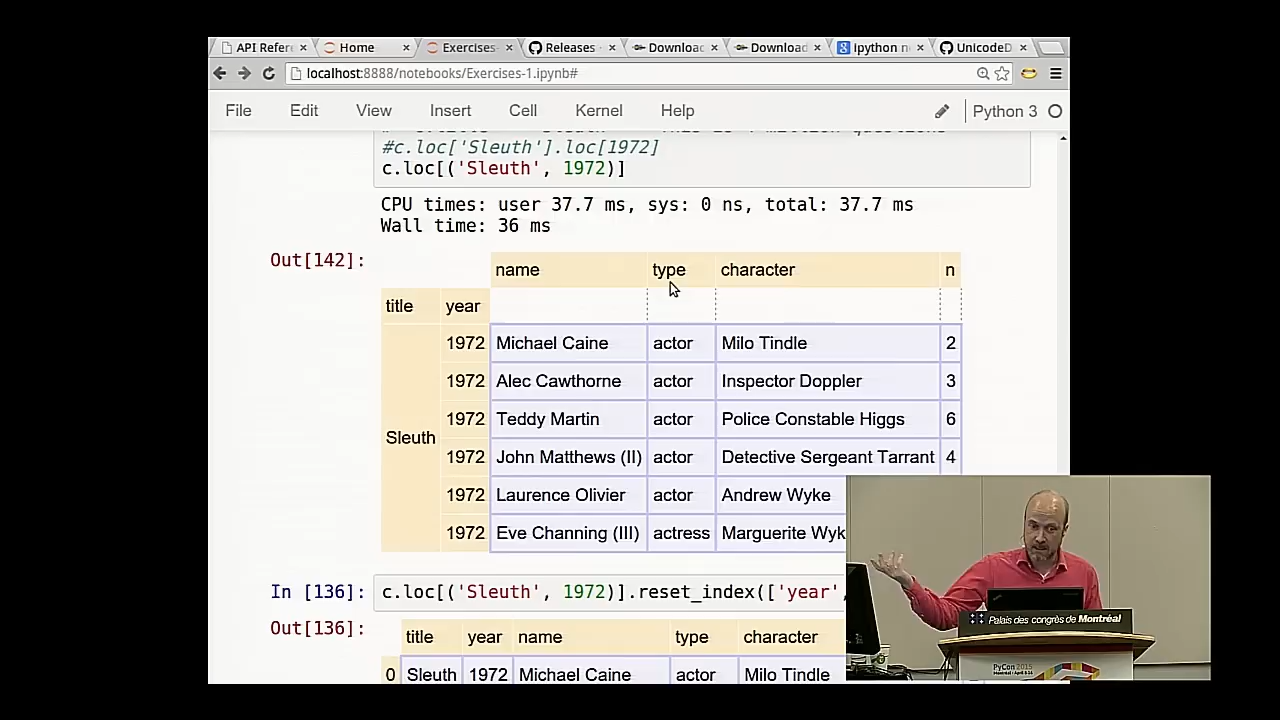 API Refere
Home
Exercises-
Releases ·
Download
Download
ipython n
UnicodeD
localhost:8888/notebooks/Exercises-1.ipynb#
File Edit View Insert Cell Kernel Help Python 3
#c.loc['Sleuth'].loc[1972]
c.loc[('Sleuth', 1972)]
CPU times: user 37.7 ms, sys: 0 ns, total: 37.7 ms
Wall time: 36 ms
Out[142]:
name type character n
title year
Sleuth
1972 Michael Caine actor Milo Tindle 2
1972 Alec Cawthorne actor Inspector Doppler 3
1972 Teddy Martin actor Police Constable Higgs 6
1972 John Matthews (II) actor Detective Sergeant Tarrant 4
1972 Laurence Olivier actor Andrew Wyke
1972 Eve Channing (III) actress Marguerite Wyk
In [136]: c.loc[('Sleuth', 1972)].reset_index(['year',
Out[136]:
title year name type character
0 Sleuth 1972 Michael Caine actor Milo Tindle
Palais des congrès de Montréal
PyCon 2015